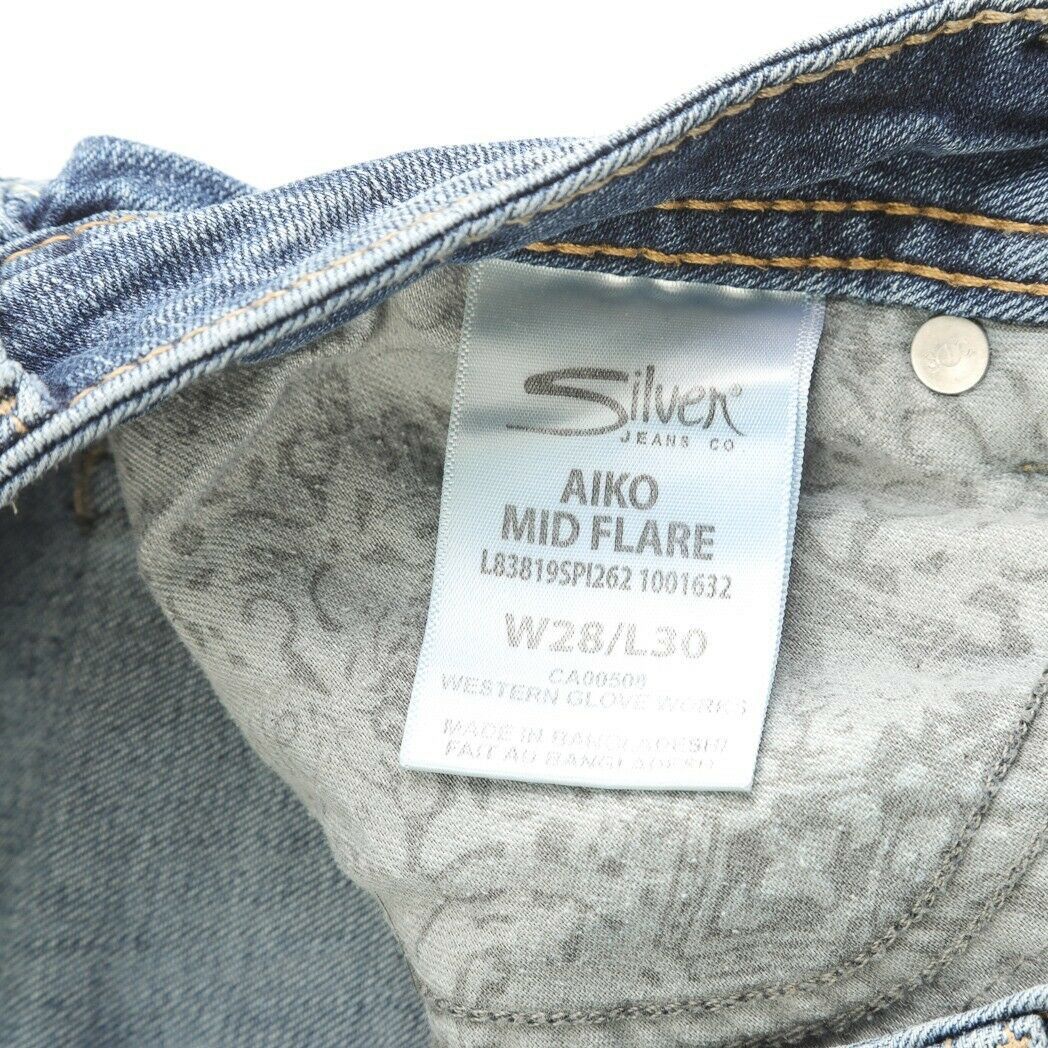 Silver®
JEANS CO.
AIKO
MID FLARE
L83819SPI262 1001632
W28/L30
CA00508
WESTERN GLOVE WORKS
MADE IN BANGLADESH/
FAIT AU BANGLADESH